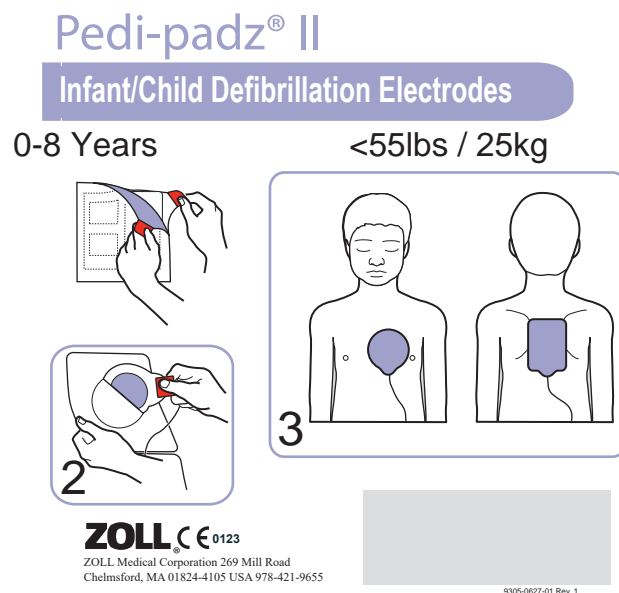 Pedi-padz® II
Infant/Child Defibrillation Electrodes
0-8 Years <55lbs / 25kg
2
3
ZOLL® CE 0123
ZOLL Medical Corporation 269 Mill Road
Chelmsford, MA 01824-4105 USA 978-421-9655
9305-0627-01 Rev. 1